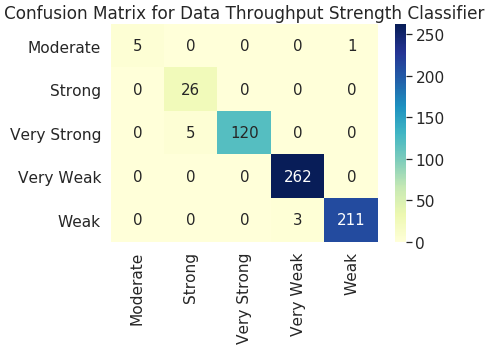 Confusion Matrix for Data Throughput Strength Classifier
Moderate 5 0 0 0 1
Strong 0 26 0 0 0
Very Strong 0 5 120 0 0
Very Weak 0 0 0 262 0
Weak 0 0 0 3 211
Moderate Strong Very Strong Very Weak Weak
250
200
150
100
50
0